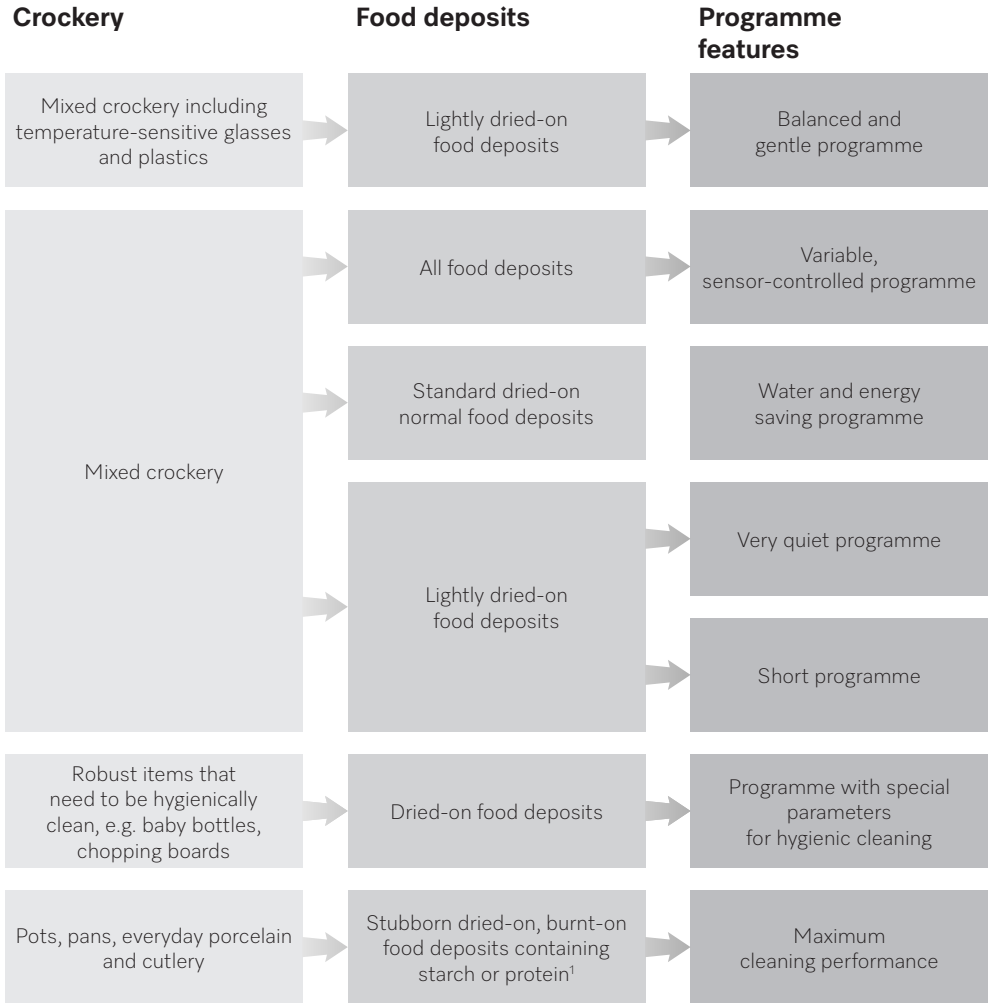 Crockery
Food deposits
Programme
features
Mixed crockery including
temperature-sensitive glasses
and plastics
Lightly dried-on
food deposits
Balanced and
gentle programme
Mixed crockery
All food deposits
Variable,
sensor-controlled programme
Standard dried-on
normal food deposits
Water and energy
saving programme
Lightly dried-on
food deposits
Very quiet programme
Short programme
Robust items that
need to be hygienically
clean, e.g. baby bottles,
chopping boards
Dried-on food deposits
Programme with special
parameters
for hygienic cleaning
Pots, pans, everyday porcelain
and cutlery
Stubborn dried-on, burnt-on
food deposits containing
starch or protein¹
Maximum
cleaning performance